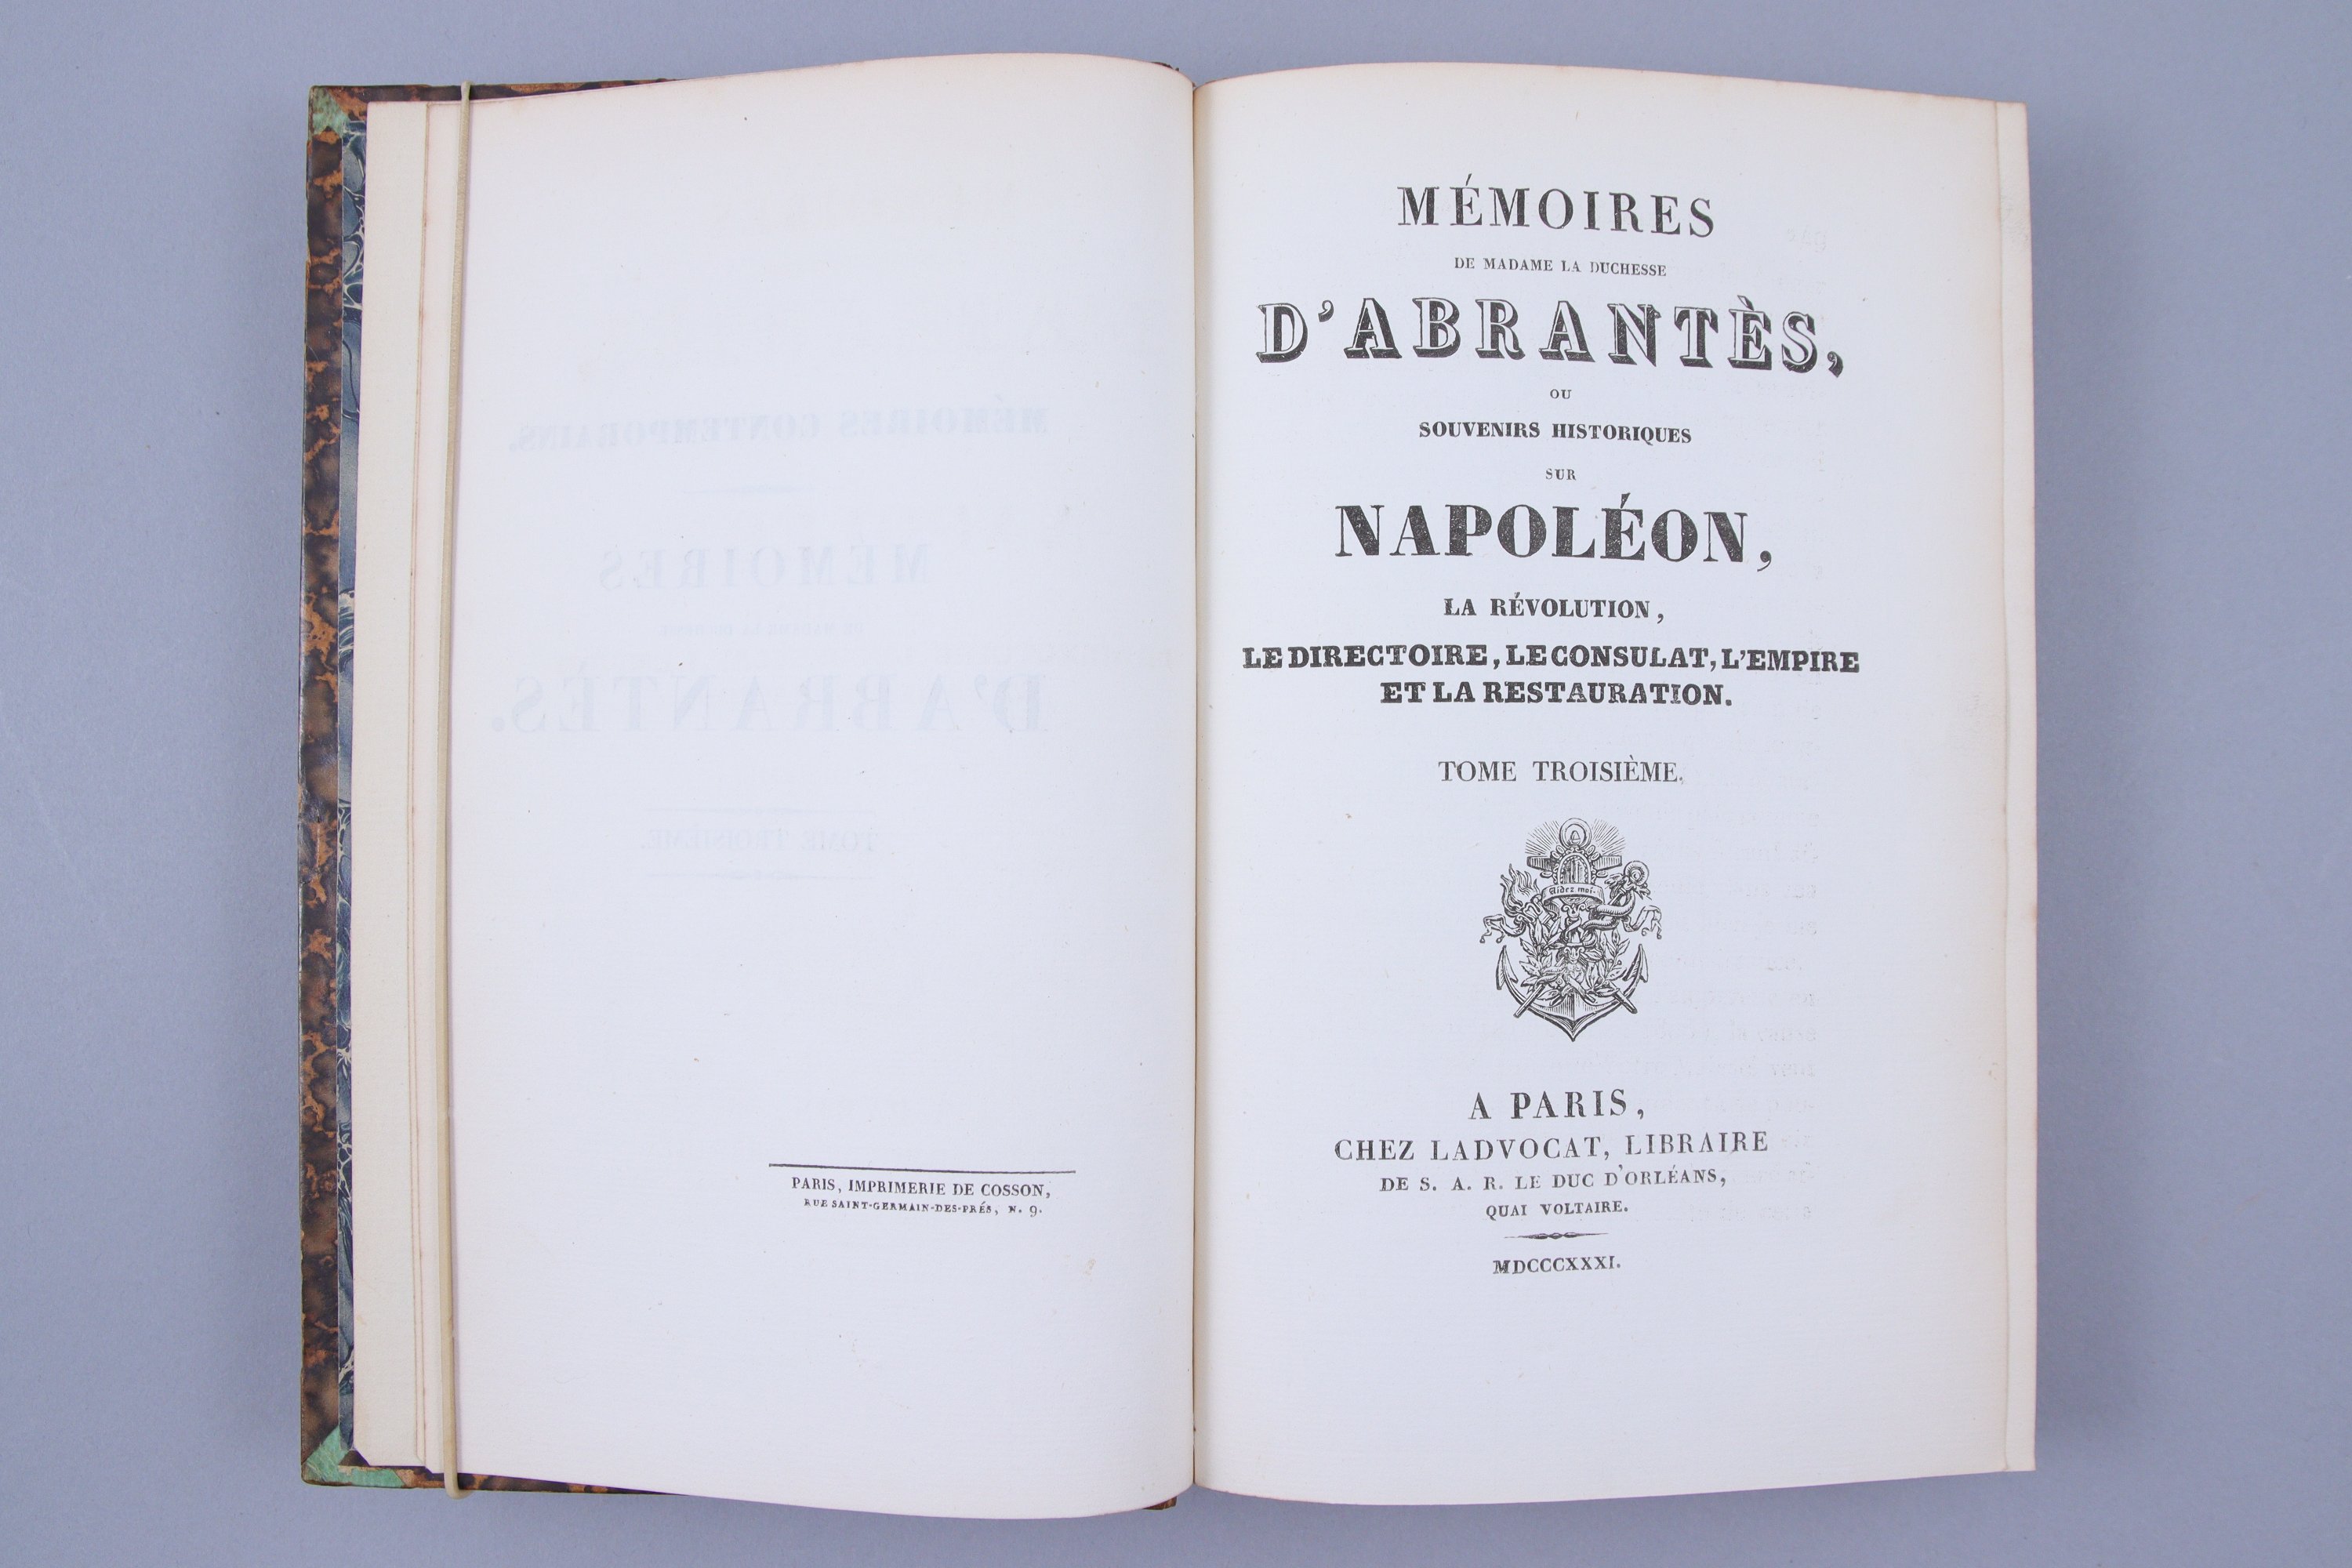 PARIS, IMPRIMERIE DE COSSON,
RUE SAINT-GERMAIN-DES-PRÉS, N. 9.
MÉMOIRES
DE MADAME LA DUCHESSE
D'ABRANTÈS,
OU
SOUVENIRS HISTORIQUES
SUR
NAPOLÉON,
LA RÉVOLUTION,
LE DIRECTOIRE, LE CONSULAT, L'EMPIRE
ET LA RESTAURATION.
TOME TROISIÈME.
Aidez moi.
A PARIS,
CHEZ LADVOCAT, LIBRAIRE
DE S. A. R. LE DUC D'ORLÉANS,
QUAI VOLTAIRE.
MDCCCXXXI.